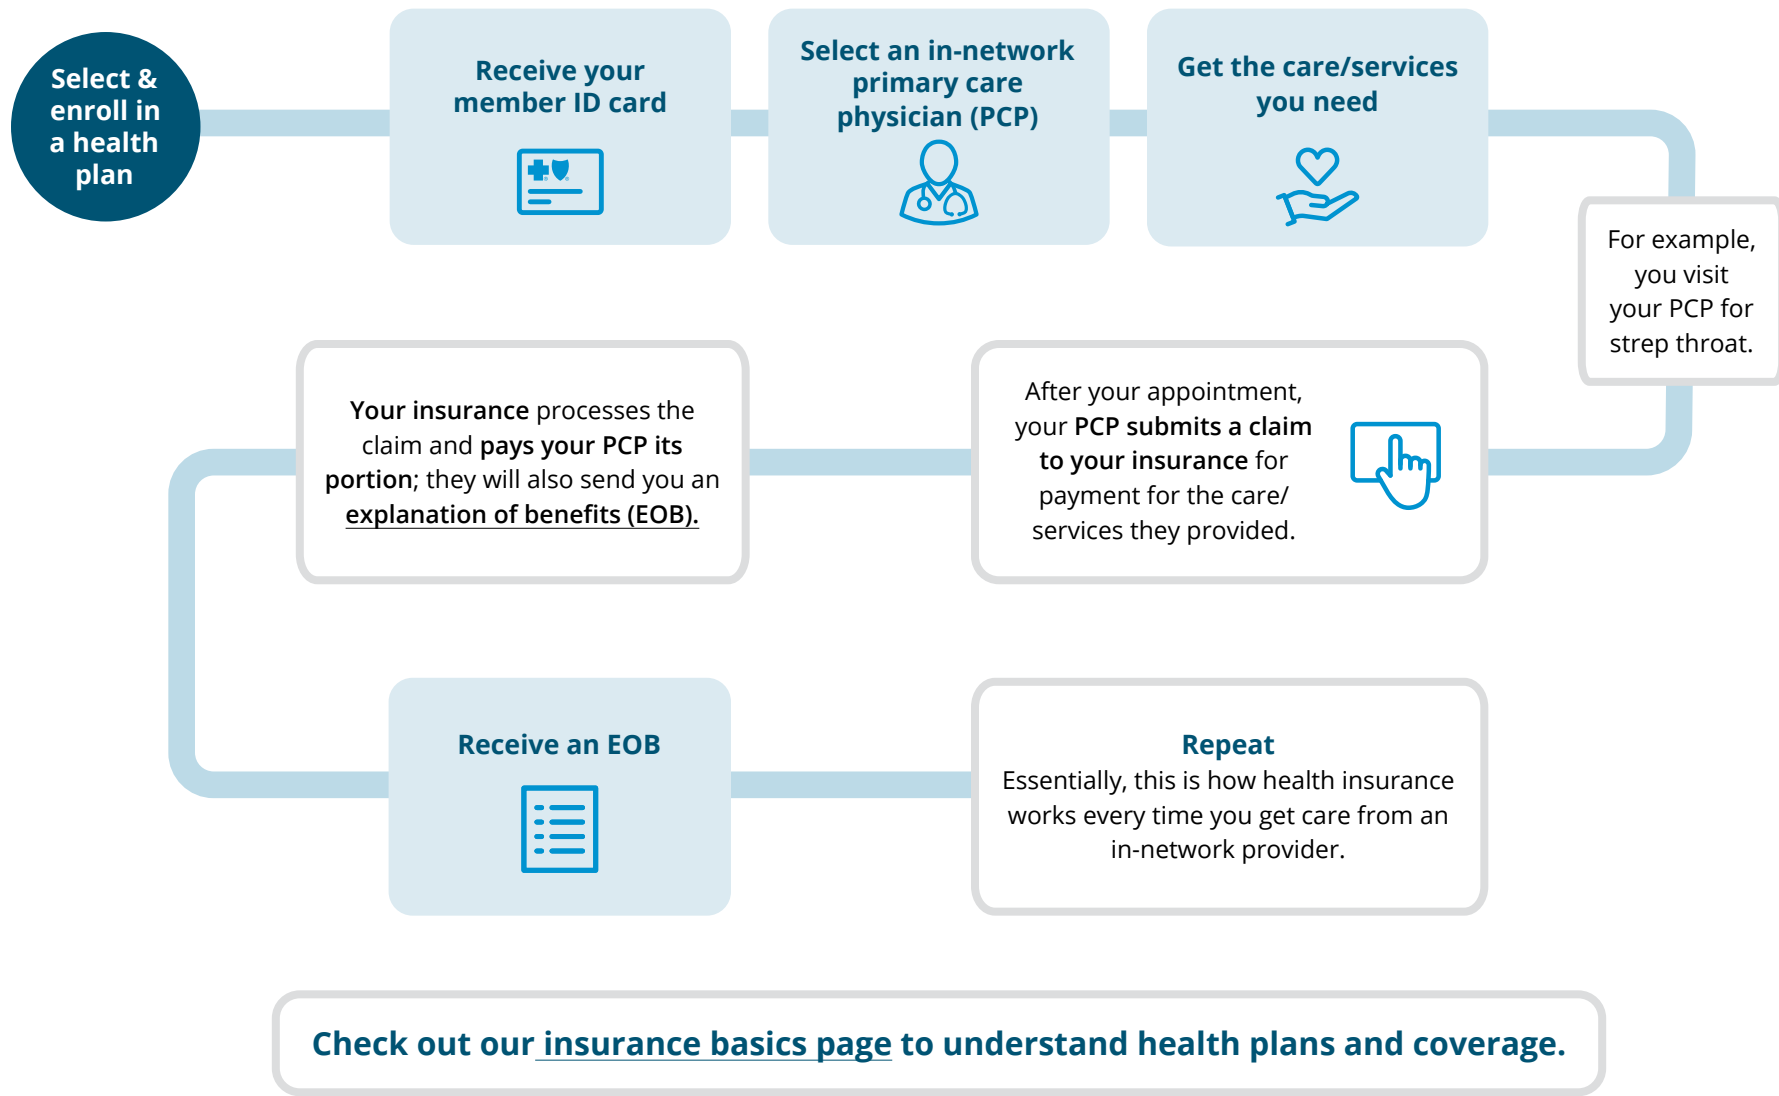 Select &
enroll in
a health
plan
Receive your
member ID card
Select an in-network
primary care
physician (PCP)
Get the care/services
you need
For example,
you visit
your PCP for
strep throat.
After your appointment,
your PCP submits a claim
to your insurance for
payment for the care/
services they provided.
Your insurance processes the
claim and pays your PCP its
portion; they will also send you an
explanation of benefits (EOB).
Receive an EOB
Repeat
Essentially, this is how health insurance
works every time you get care from an
in-network provider.
Check out our insurance basics page to understand health plans and coverage.